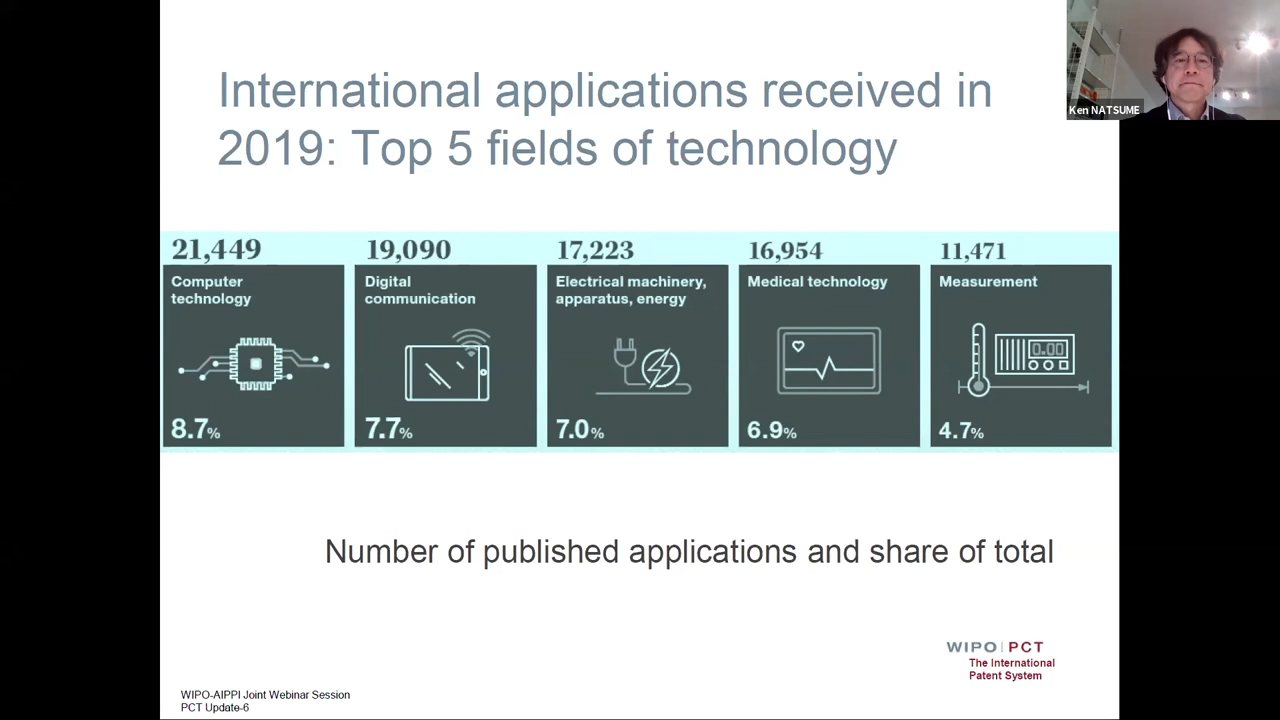 International applications received in
2019: Top 5 fields of technology
Ken NATSUME
21,449
Computer
technology
8.7%
19,090
Digital
communication
7.7%
17,223
Electrical machinery,
apparatus, energy
7.0%
16,954
Medical technology
6.9%
11,471
Measurement
0.00
4.7%
Number of published applications and share of total
WIPO|PCT
The International
Patent System
WIPO-AIPPI Joint Webinar Session
PCT Update-6